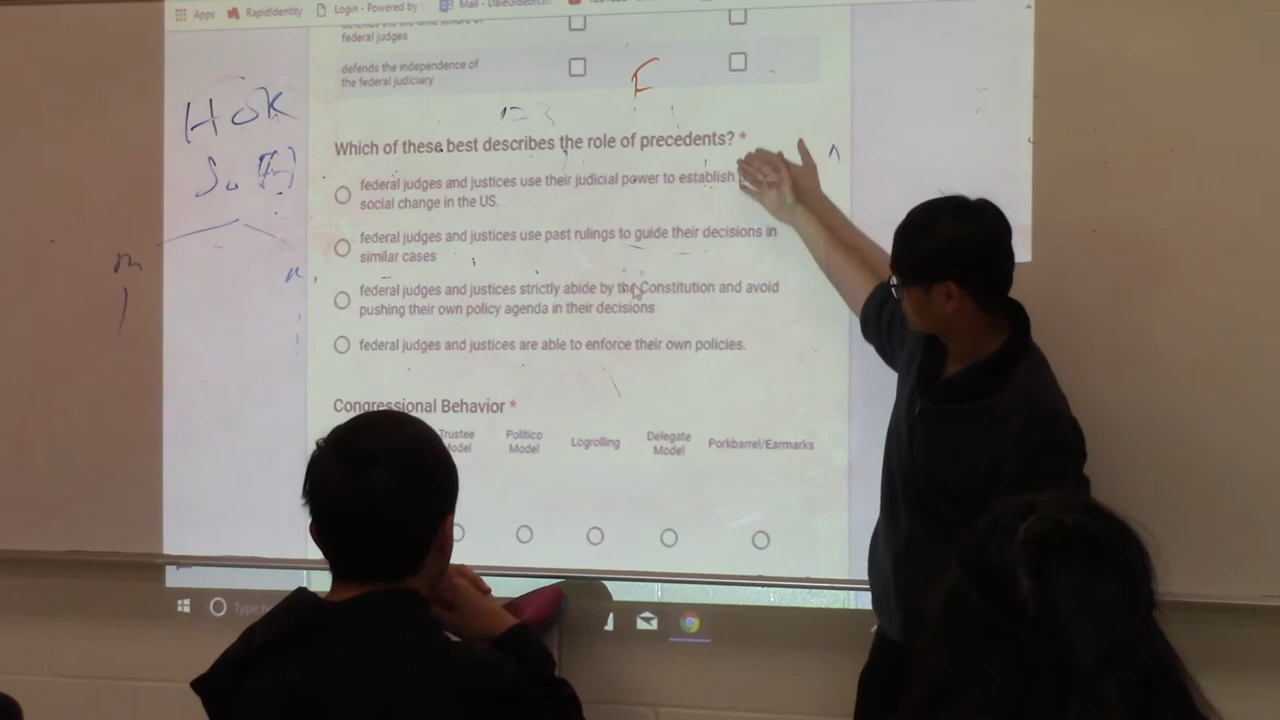 Apps RapidIdentity Login - Powered by Mail -
federal judges
defends the independence of
the federal judiciary
F
HOK
Which of these best describes the role of precedents? *
federal judges and justices use their judicial power to establish
social change in the US.
federal judges and justices use past rulings to guide their decisions in
similar cases
federal judges and justices strictly abide by the Constitution and avoid
pushing their own policy agenda in their decisions
federal judges and justices are able to enforce their own policies.
Congressional Behavior *
Trustee
Politico
Model
Logrolling
Delegate
Model
Porkbarrel/Earmarks
Type